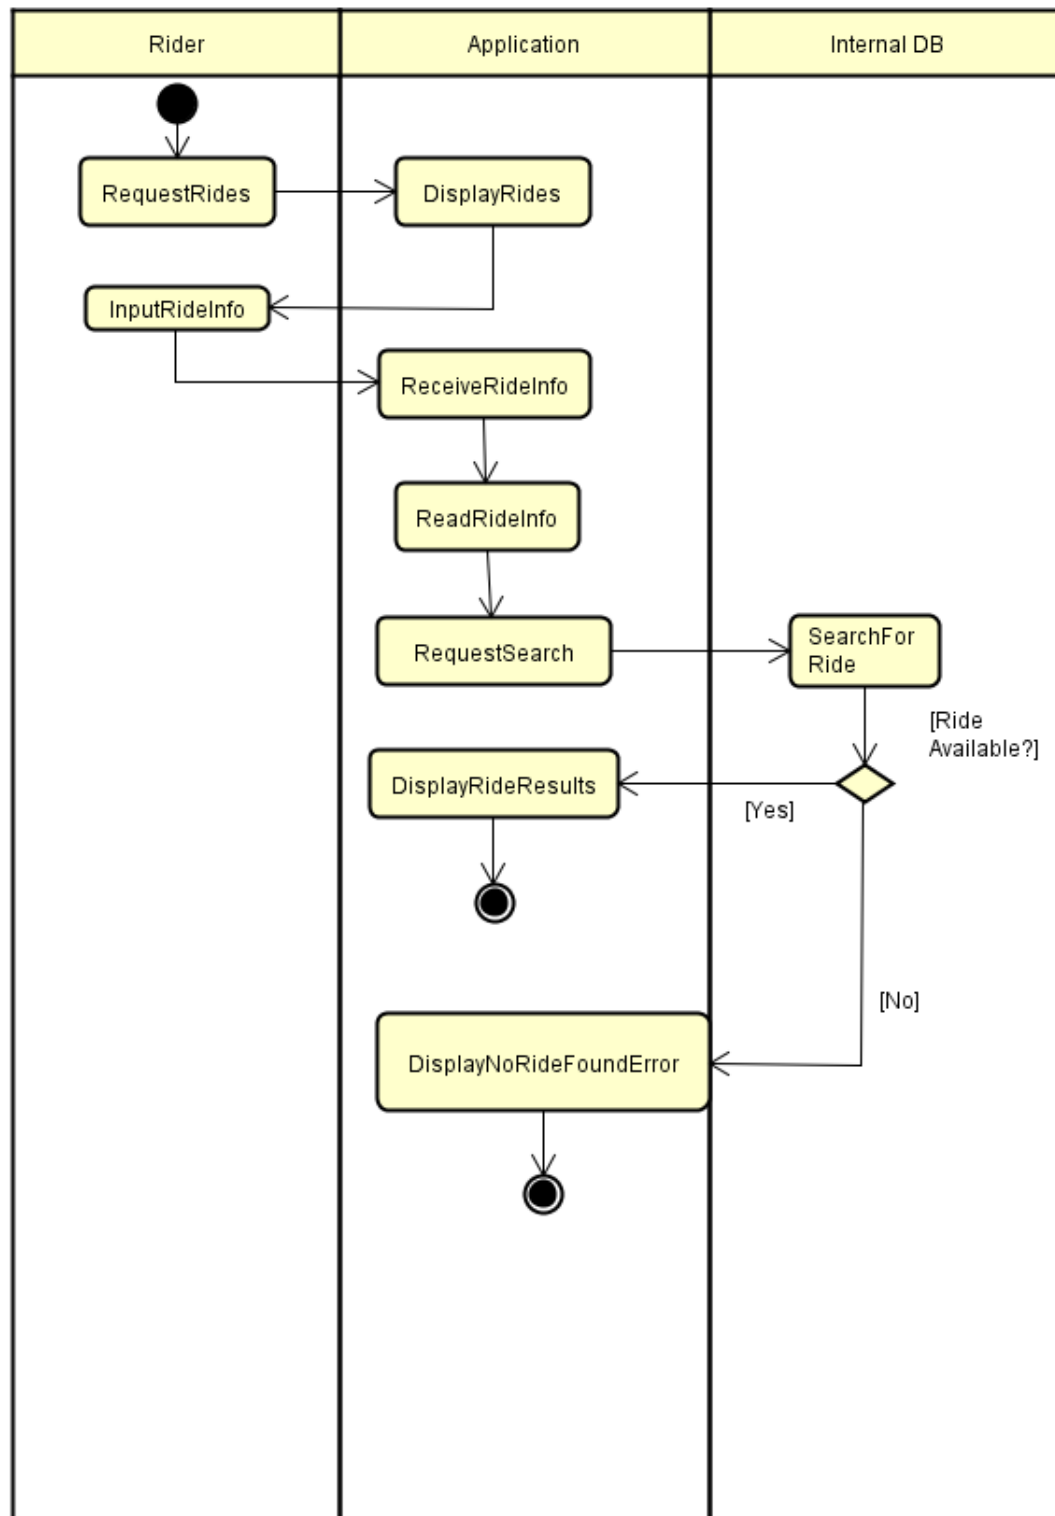 Rider
Application
Internal DB
RequestRides
DisplayRides
InputRideInfo
ReceiveRideInfo
ReadRideInfo
RequestSearch
SearchFor
Ride
[Ride
Available?]
DisplayRideResults
[Yes]
[No]
DisplayNoRideFoundError